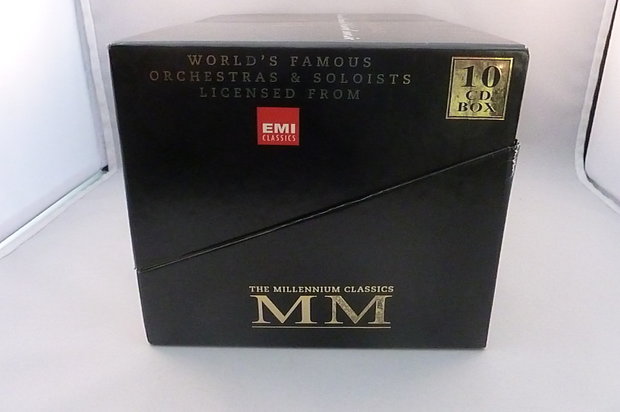 WORLD'S FAMOUS
ORCHESTRAS & SOLOISTS
LICENSED FROM
EMI
CLASSICS
10
CD
BOX
THE MILLENNIUM CLASSICS
MM